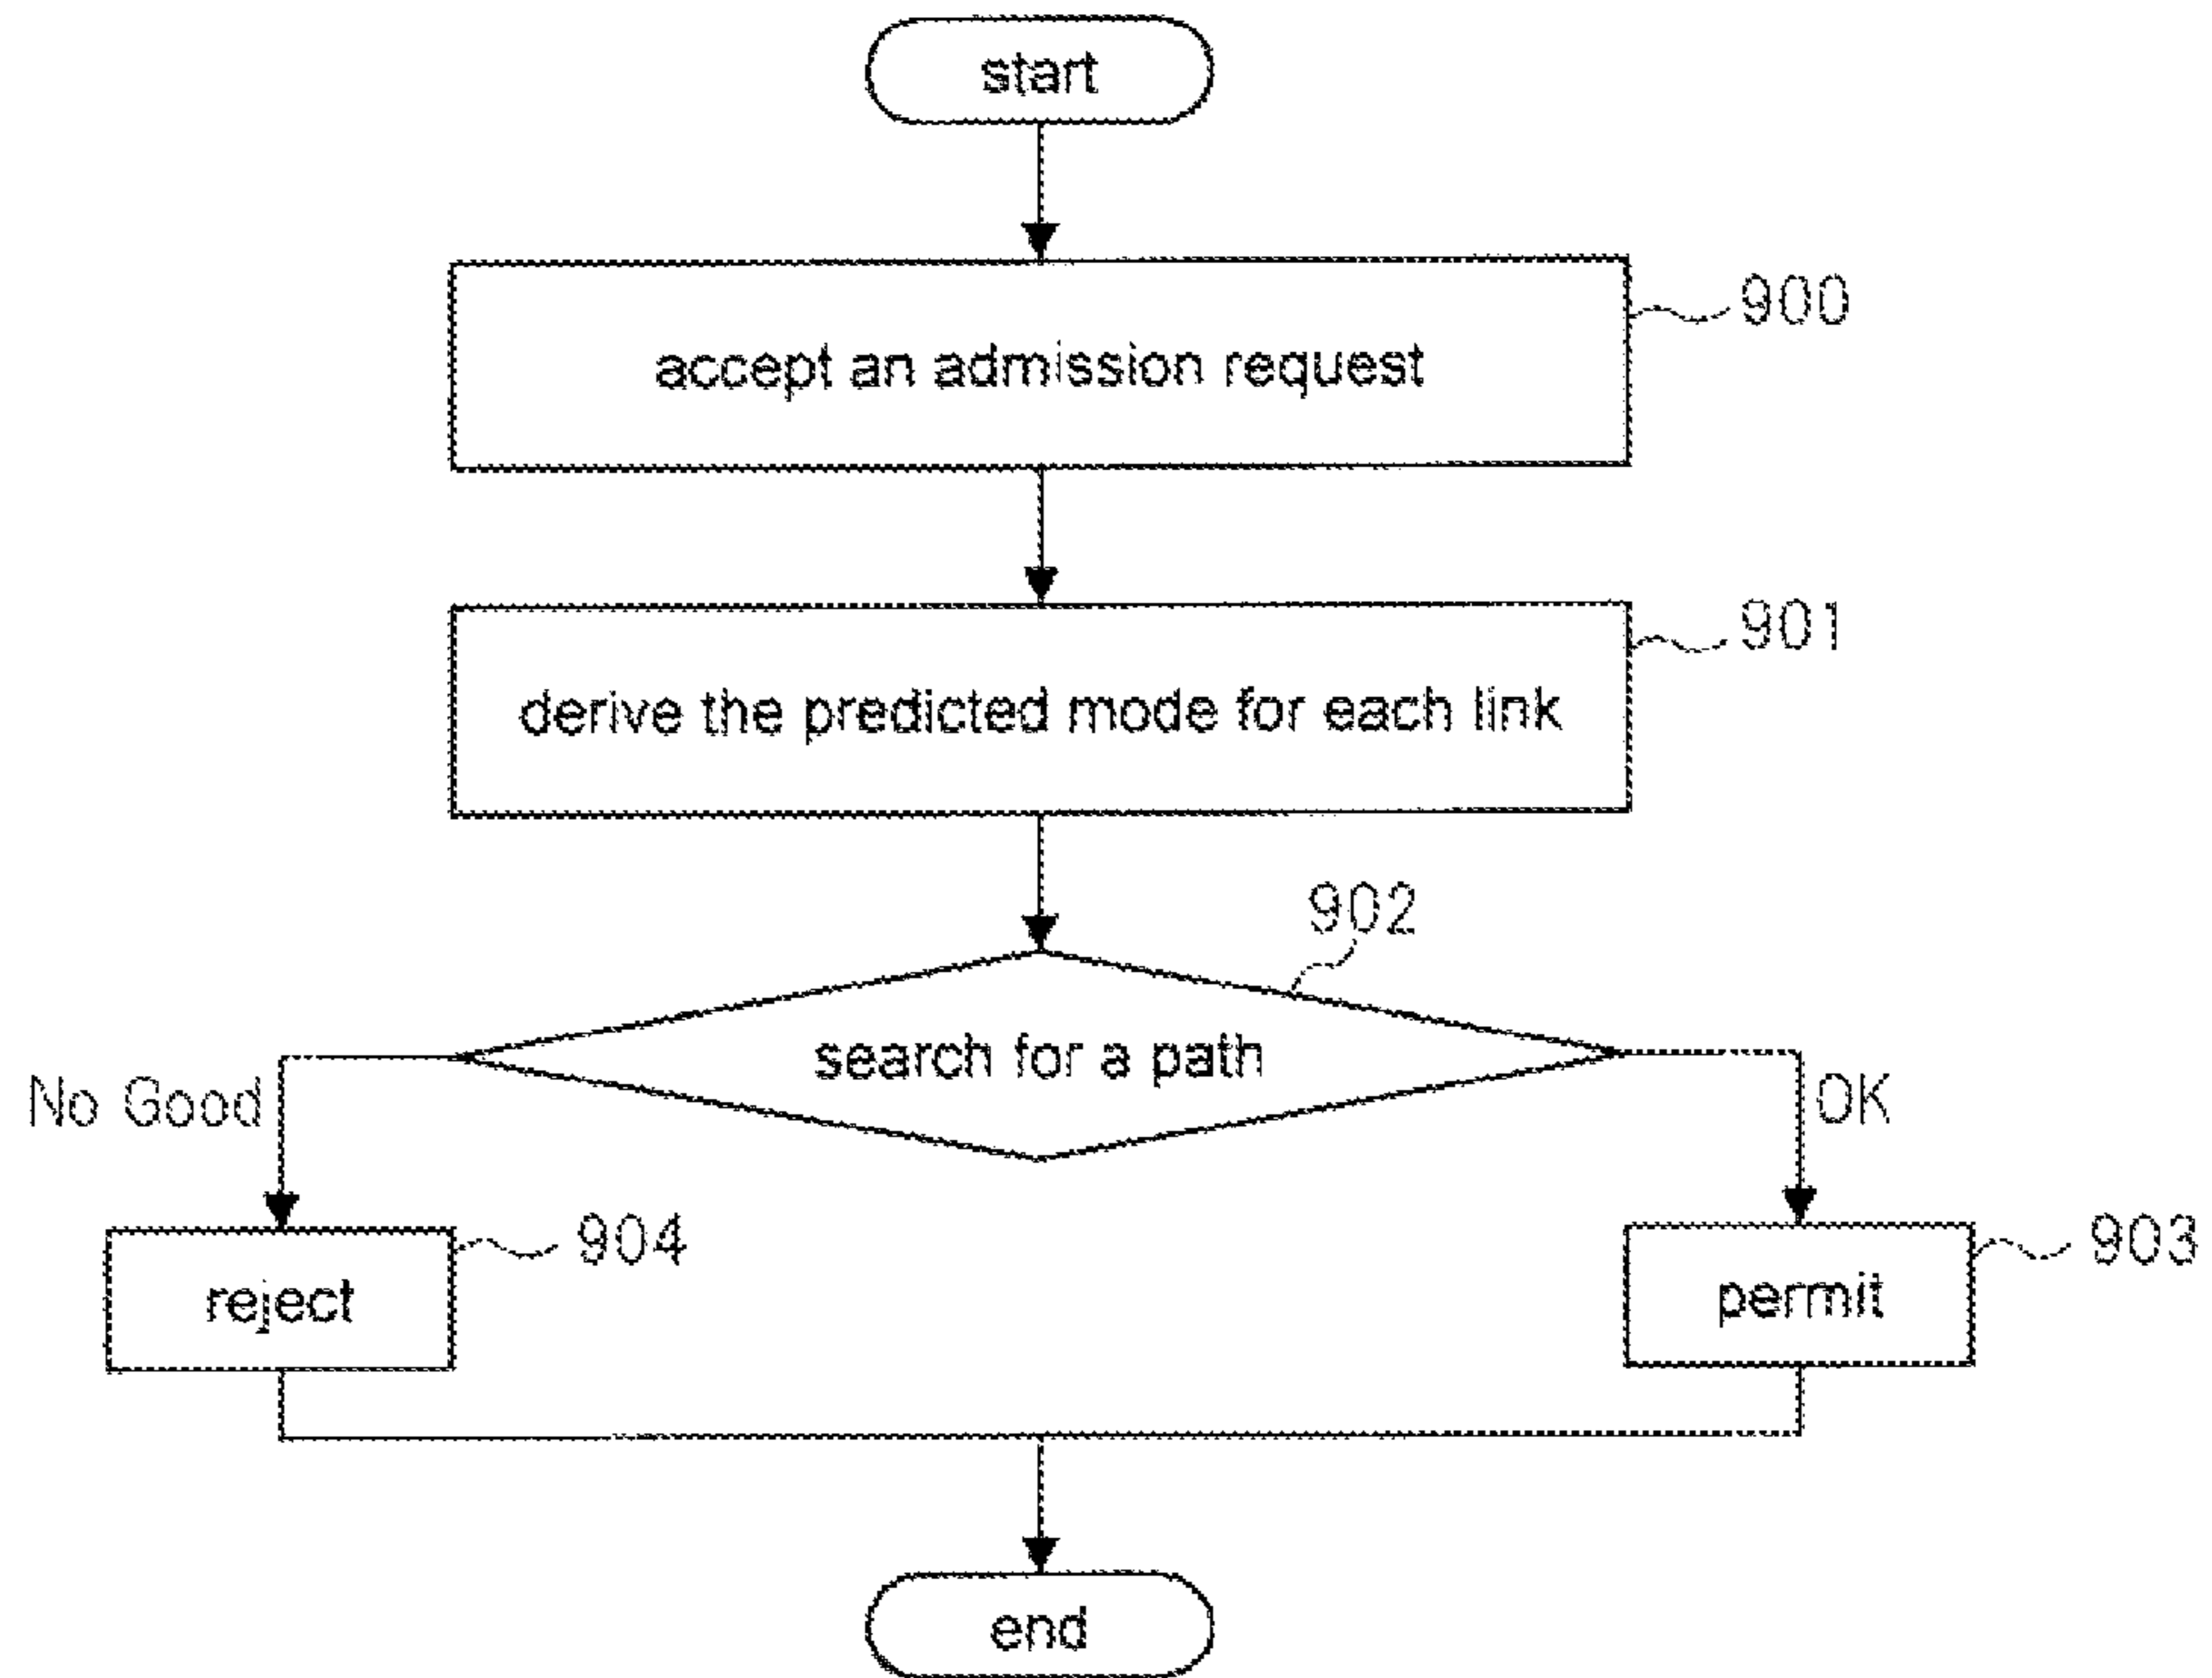 start
900
accept an admission request
901
derive the predicted mode for each link
902
search for a path
No Good
OK
904
reject
903
permit
end